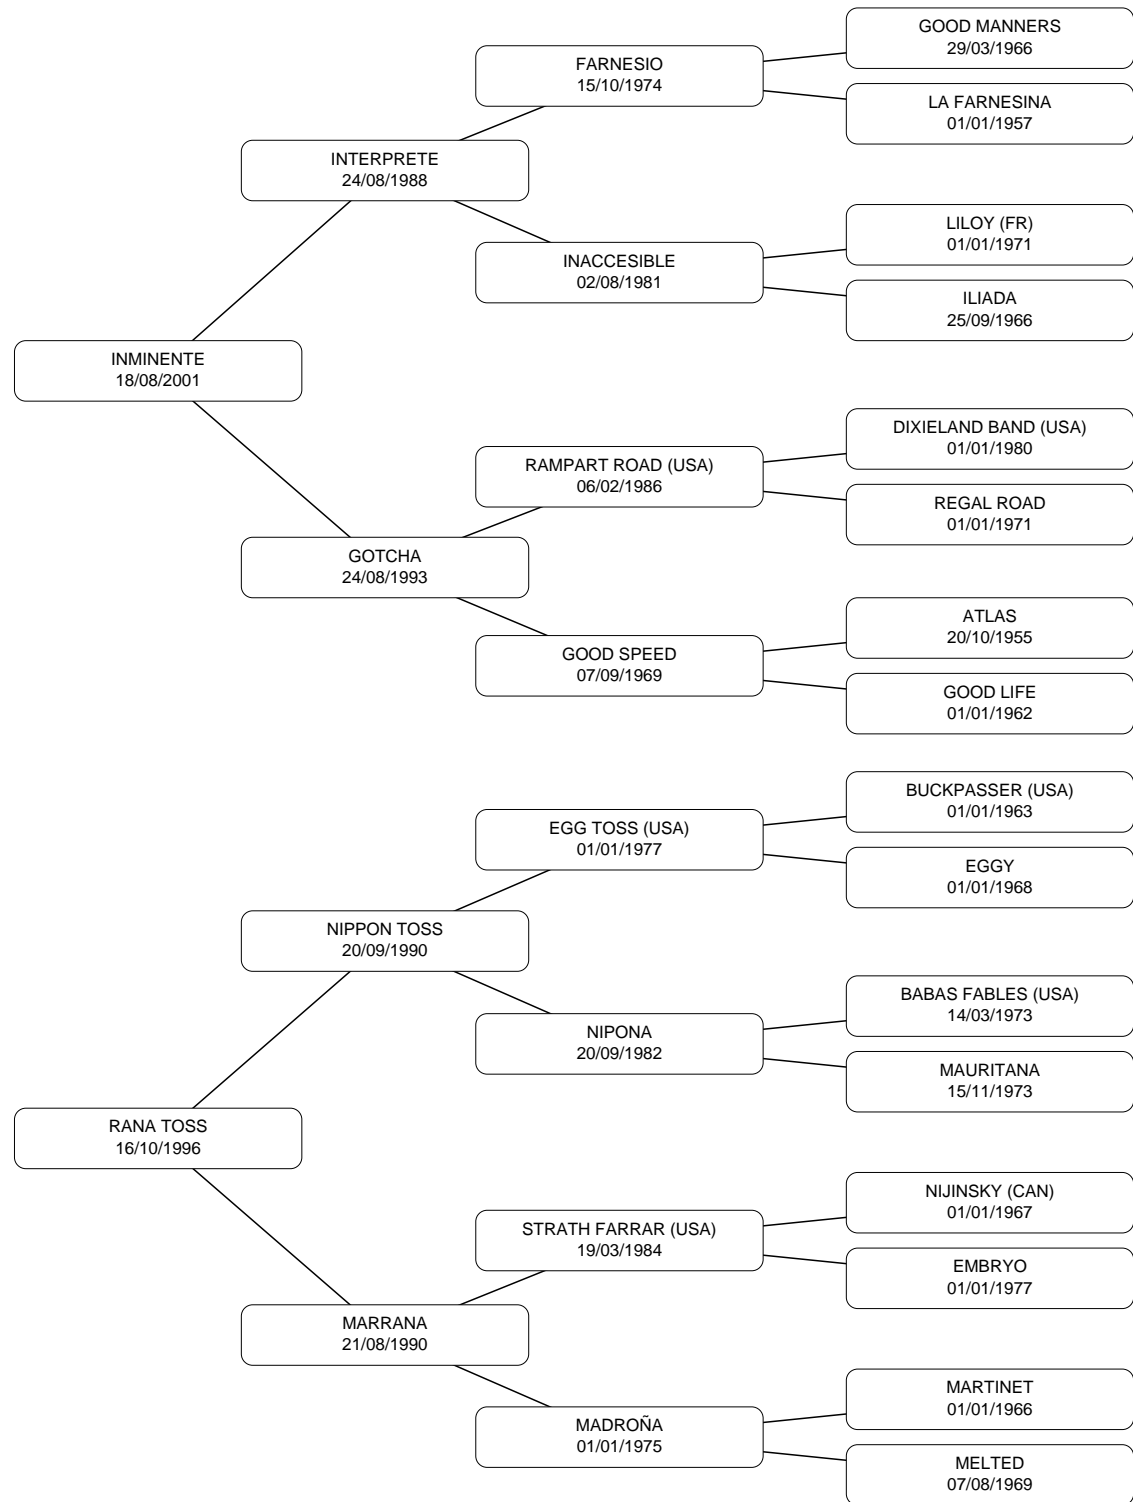 GOOD MANNERS
29/03/1966
FARNESIO
15/10/1974
LA FARNESINA
01/01/1957
INTERPRETE
24/08/1988
LILOY (FR)
01/01/1971
INACCESIBLE
02/08/1981
ILIADA
25/09/1966
INMINENTE
18/08/2001
DIXIELAND BAND (USA)
01/01/1980
RAMPART ROAD (USA)
06/02/1986
REGAL ROAD
01/01/1971
GOTCHA
24/08/1993
ATLAS
20/10/1955
GOOD SPEED
07/09/1969
GOOD LIFE
01/01/1962
BUCKPASSER (USA)
01/01/1963
EGG TOSS (USA)
01/01/1977
EGGY
01/01/1968
NIPPON TOSS
20/09/1990
BABAS FABLES (USA)
14/03/1973
NIPONA
20/09/1982
MAURITANA
15/11/1973
RANA TOSS
16/10/1996
NIJINSKY (CAN)
01/01/1967
STRATH FARRAR (USA)
19/03/1984
EMBRYO
01/01/1977
MARRANA
21/08/1990
MARTINET
01/01/1966
MADROÑA
01/01/1975
MELTED
07/08/1969